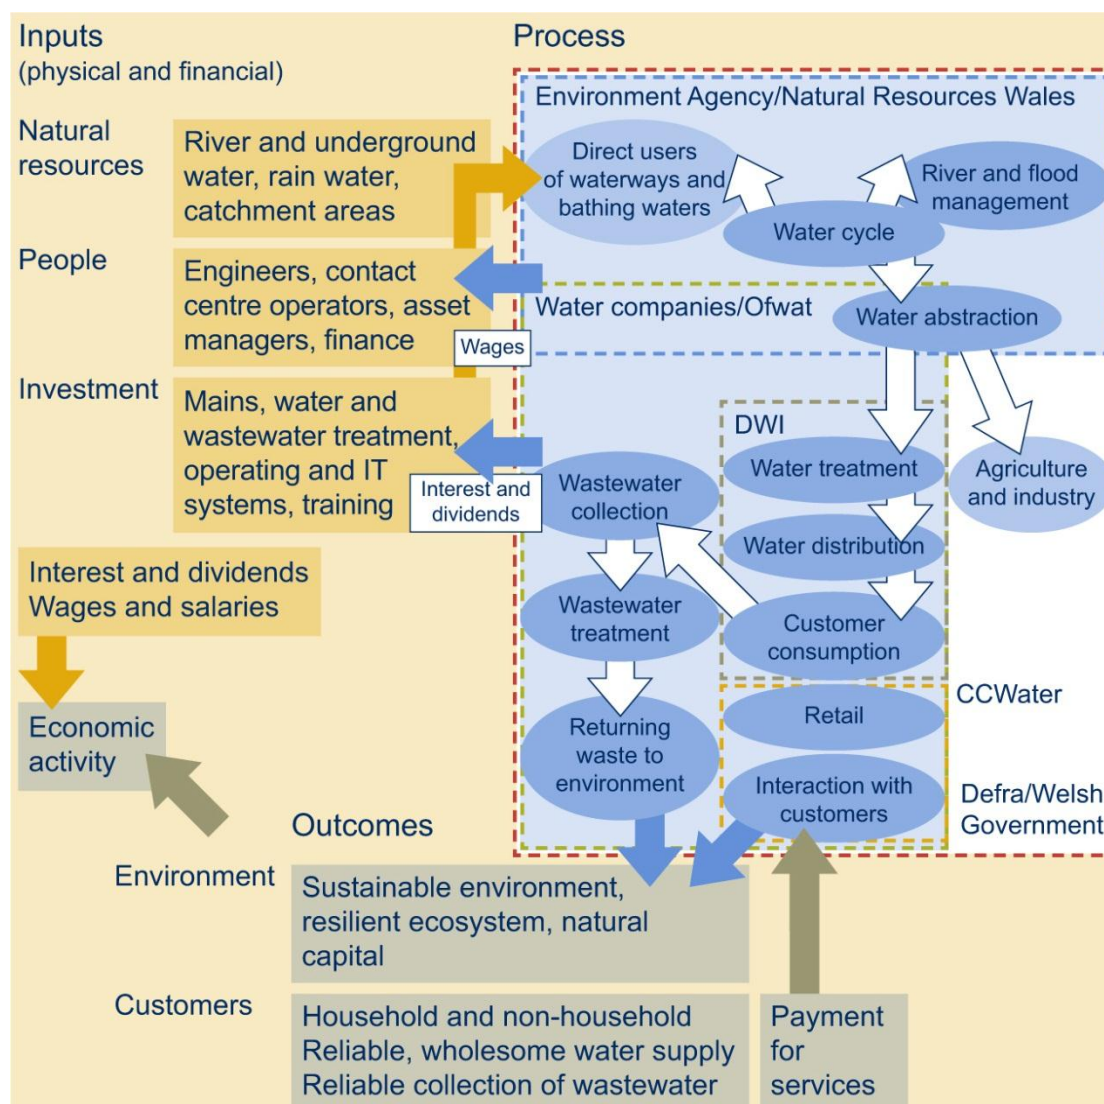 Inputs
(physical and financial)
Natural
resources
River and underground
water, rain water,
catchment areas
People
Engineers, contact
centre operators, asset
managers, finance
Wages
Investment
Mains, water and
wastewater treatment,
operating and IT
systems, training
Interest and
dividends
Interest and dividends
Wages and salaries
Economic
activity
Process
Environment Agency/Natural Resources Wales
Direct users
of waterways and
bathing waters
River and flood
management
Water cycle
Water companies/Ofwat
Water abstraction
DWI
Water treatment
Agriculture
and industry
Wastewater
collection
Water distribution
Wastewater
treatment
Customer
consumption
CCWater
Retail
Returning
waste to
environment
Interaction with
customers
Defra/Welsh
Government
Outcomes
Environment
Sustainable environment,
resilient ecosystem, natural
capital
Customers
Household and non-household
Reliable, wholesome water supply
Reliable collection of wastewater
Payment
for
services